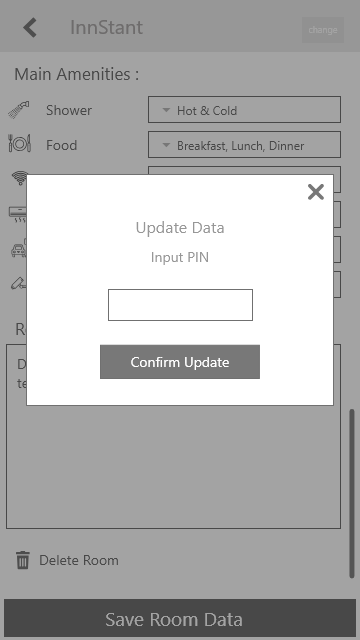 InnStant
change
Main Amenities :
Shower
Hot & Cold
Food
Breakfast, Lunch, Dinner
Update Data
Input PIN
Confirm Update
Delete Room
Save Room Data